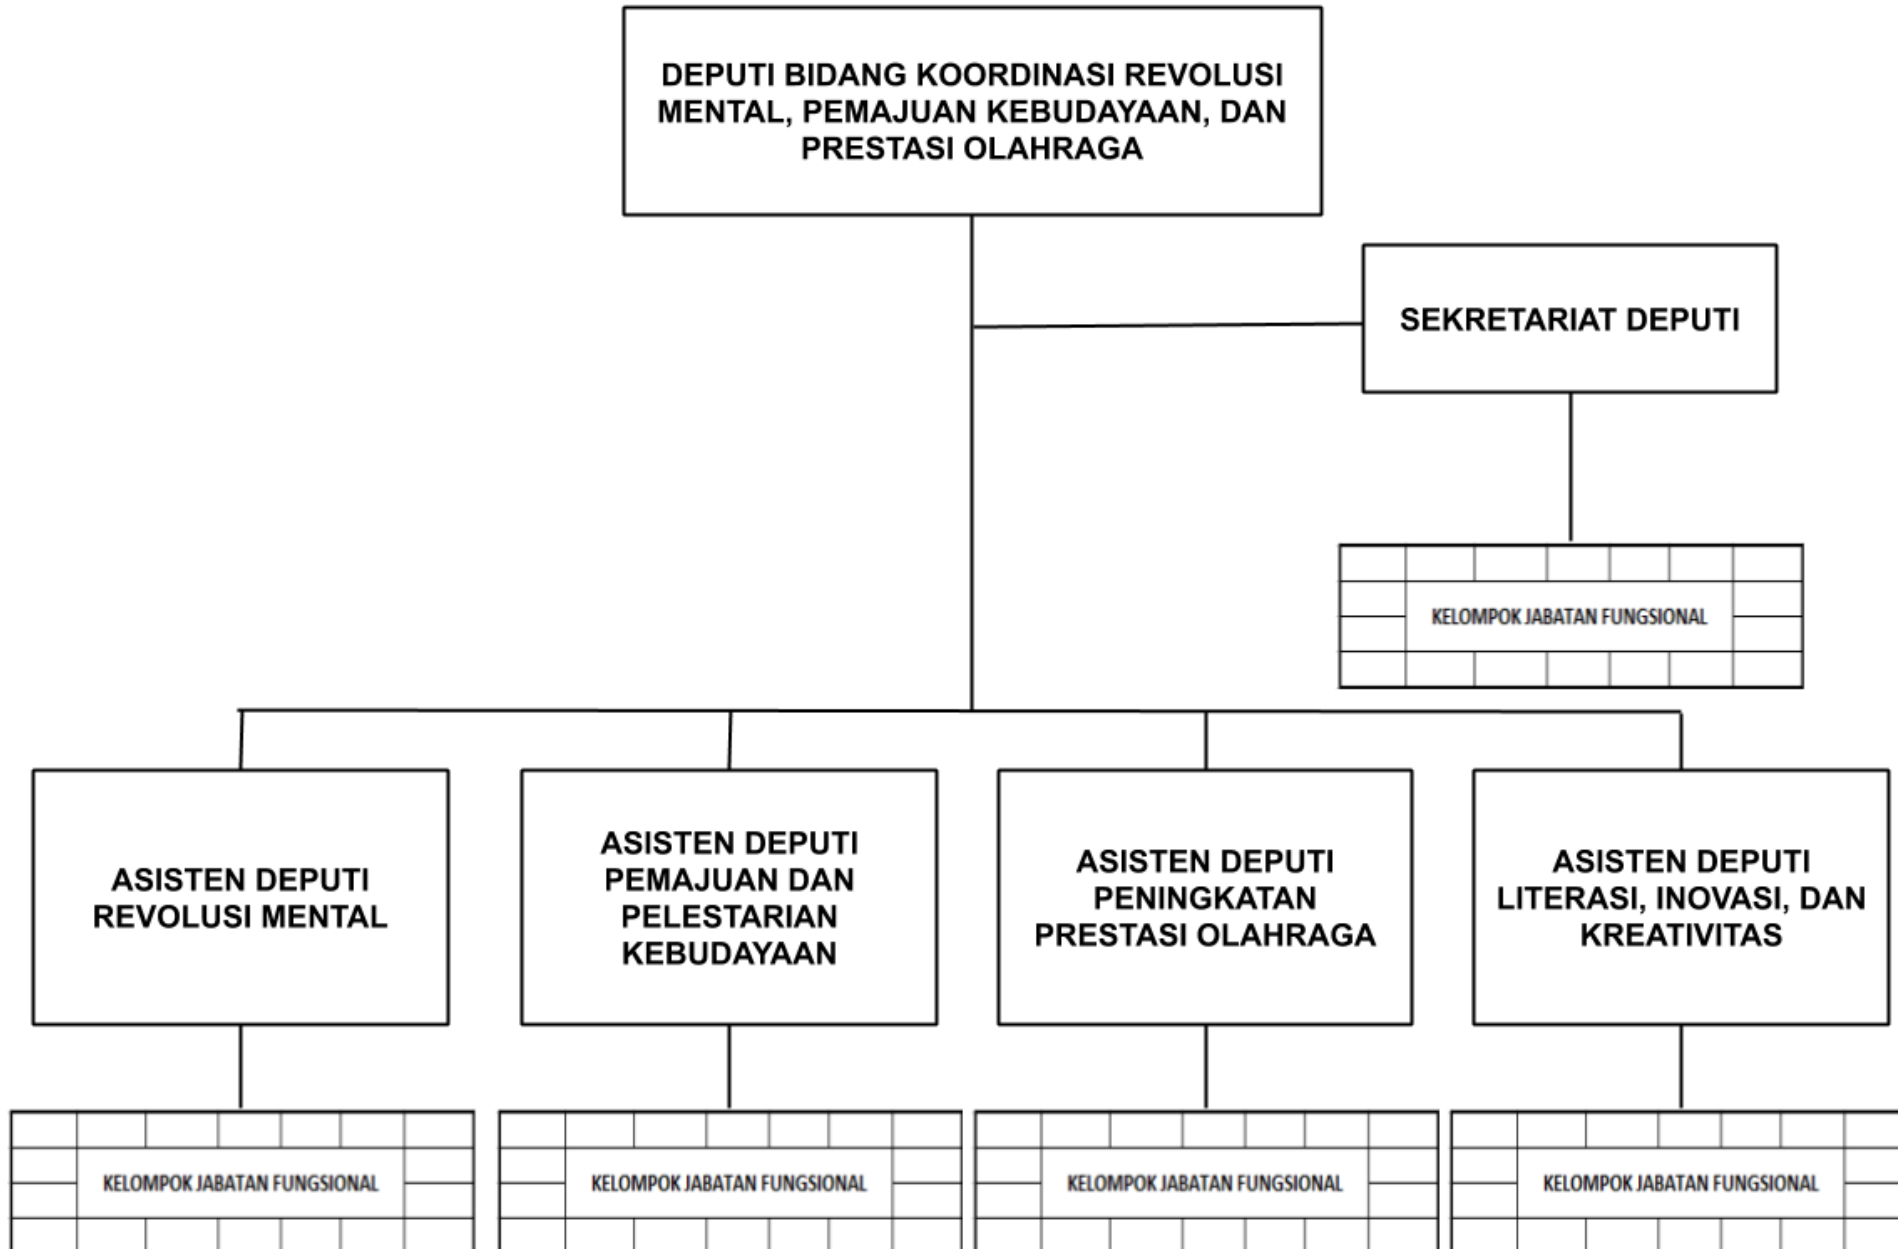 DEPUTI BIDANG KOORDINASI REVOLUSI
MENTAL, PEMAJUAN KEBUDAYAAN, DAN
PRESTASI OLAHRAGA
SEKRETARIAT DEPUTI
KELOMPOK JABATAN FUNGSIONAL
ASISTEN DEPUTI
REVOLUSI MENTAL
ASISTEN DEPUTI
PEMAJUAN DAN
PELESTARIAN
KEBUDAYAAN
ASISTEN DEPUTI
PENINGKATAN
PRESTASI OLAHRAGA
ASISTEN DEPUTI
LITERASI, INOVASI, DAN
KREATIVITAS
KELOMPOK JABATAN FUNGSIONAL
KELOMPOK JABATAN FUNGSIONAL
KELOMPOK JABATAN FUNGSIONAL
KELOMPOK JABATAN FUNGSIONAL